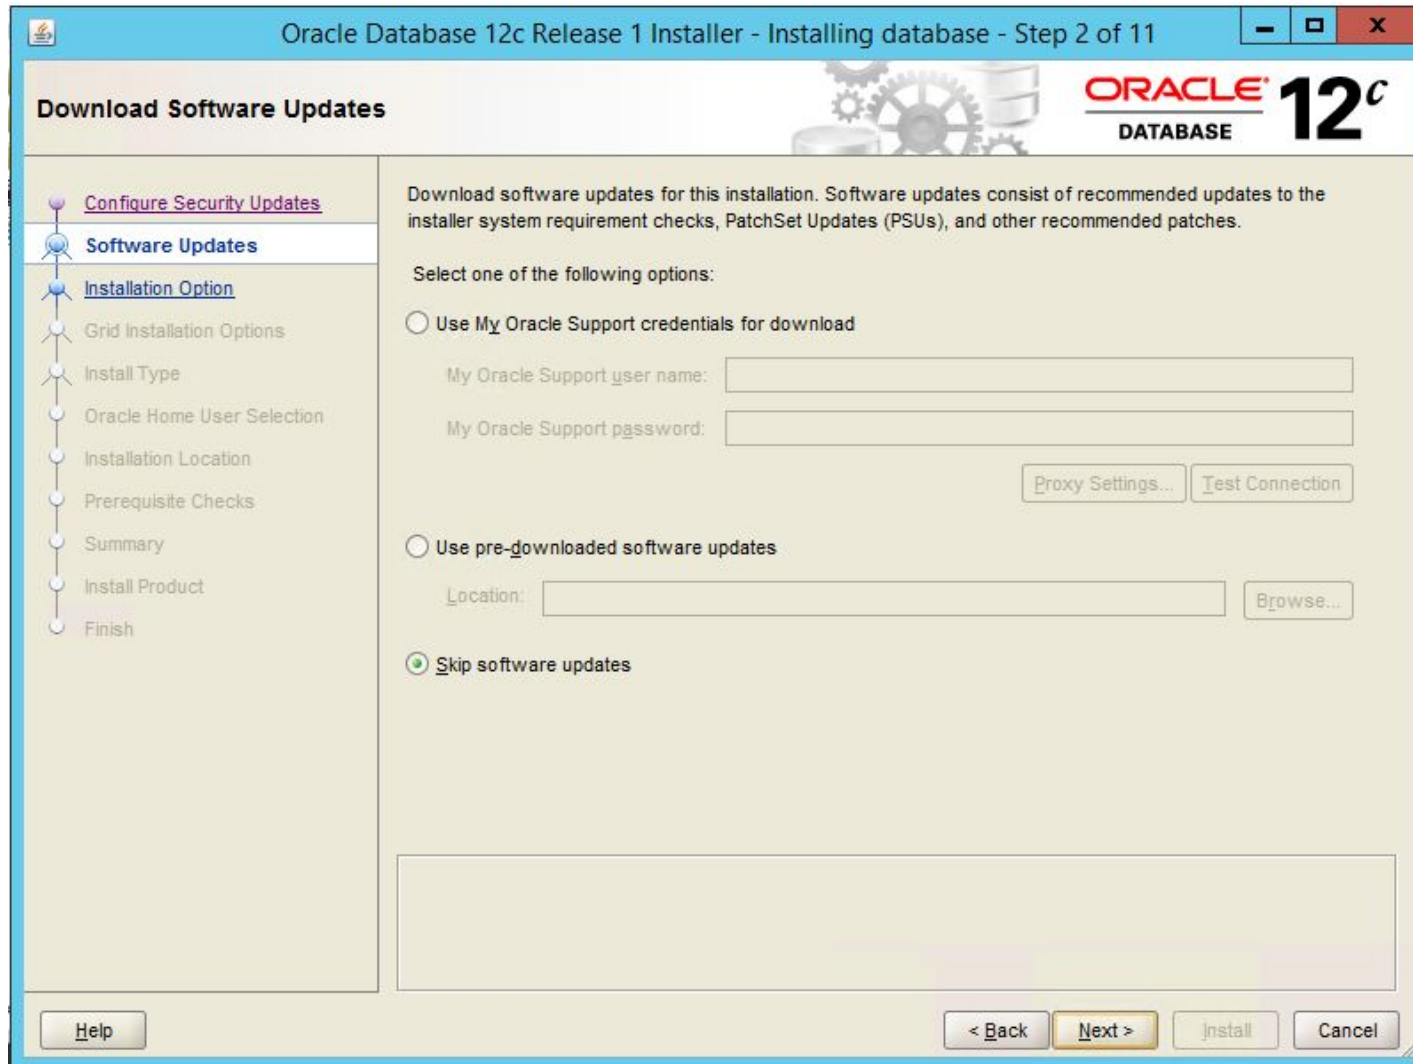 Oracle Database 12c Release 1 Installer - Installing database - Step 2 of 11
Download Software Updates
ORACLE
DATABASE
12c
Configure Security Updates
Software Updates
Installation Option
Grid Installation Options
Install Type
Oracle Home User Selection
Installation Location
Prerequisite Checks
Summary
Install Product
Finish
Download software updates for this installation. Software updates consist of recommended updates to the
installer system requirement checks, PatchSet Updates (PSUs), and other recommended patches.
Select one of the following options:
Use My Oracle Support credentials for download
My Oracle Support user name:
My Oracle Support password:
Proxy Settings... Test Connection
Use pre-downloaded software updates
Location: Browse...
Skip software updates
Help < Back Next > Install Cancel